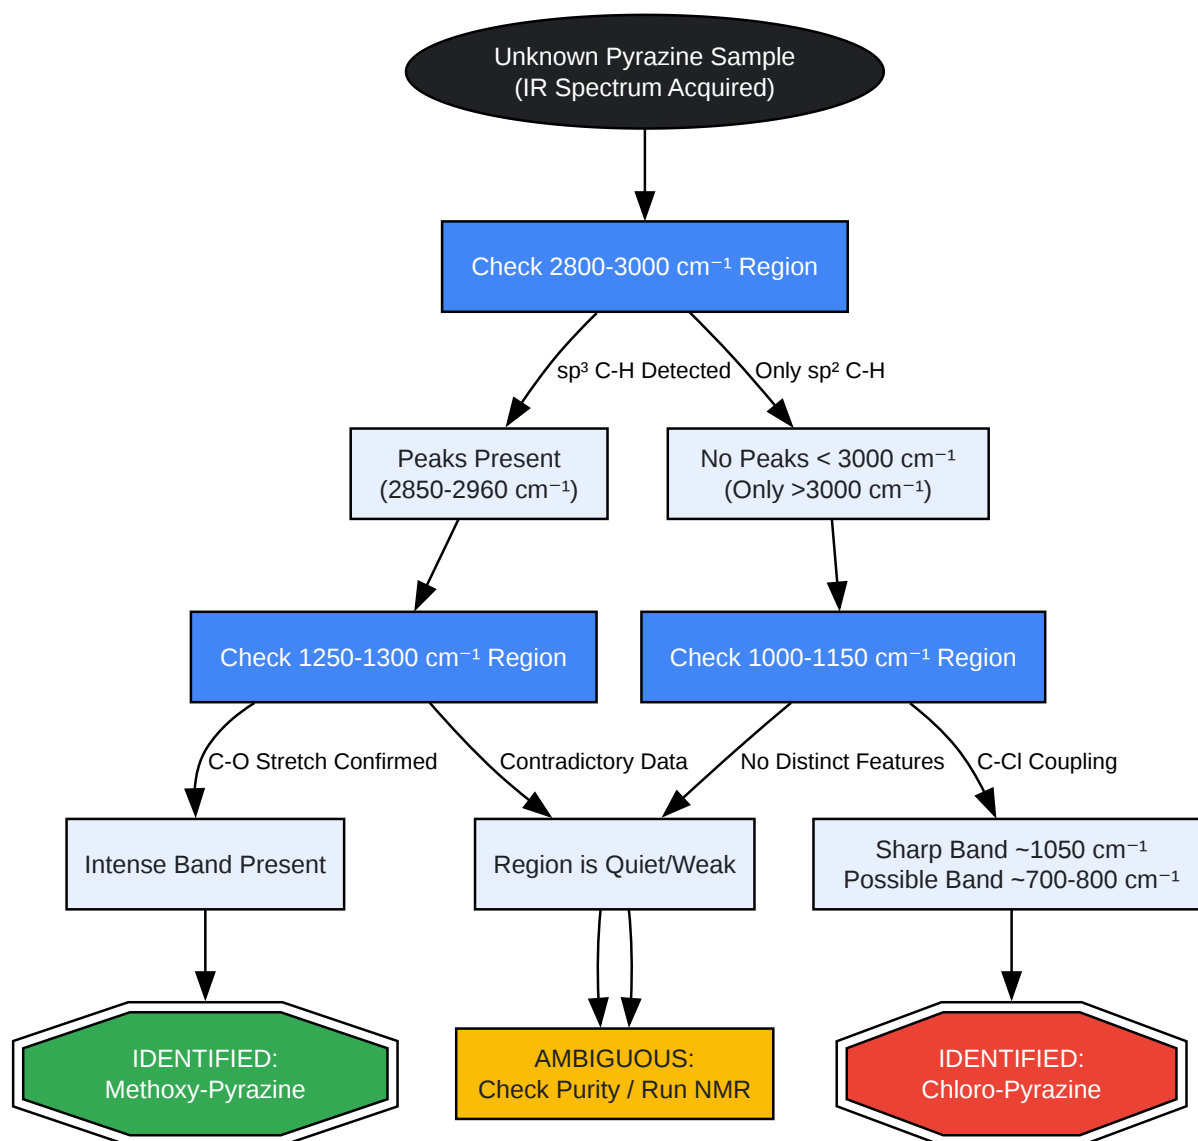 Unknown Pyrazine Sample
(IR Spectrum Acquired)
Check 2800-3000 cm⁻¹ Region
sp³ C-H Detected
Only sp² C-H
Peaks Present
(2850-2960 cm⁻¹)
No Peaks < 3000 cm⁻¹
(Only >3000 cm⁻¹)
Check 1250-1300 cm⁻¹ Region
Check 1000-1150 cm⁻¹ Region
C-O Stretch Confirmed
Contradictory Data
No Distinct Features
C-Cl Coupling
Intense Band Present
Region is Quiet/Weak
Sharp Band ~1050 cm⁻¹
Possible Band ~700-800 cm⁻¹
IDENTIFIED:
Methoxy-Pyrazine
AMBIGUOUS:
Check Purity / Run NMR
IDENTIFIED:
Chloro-Pyrazine